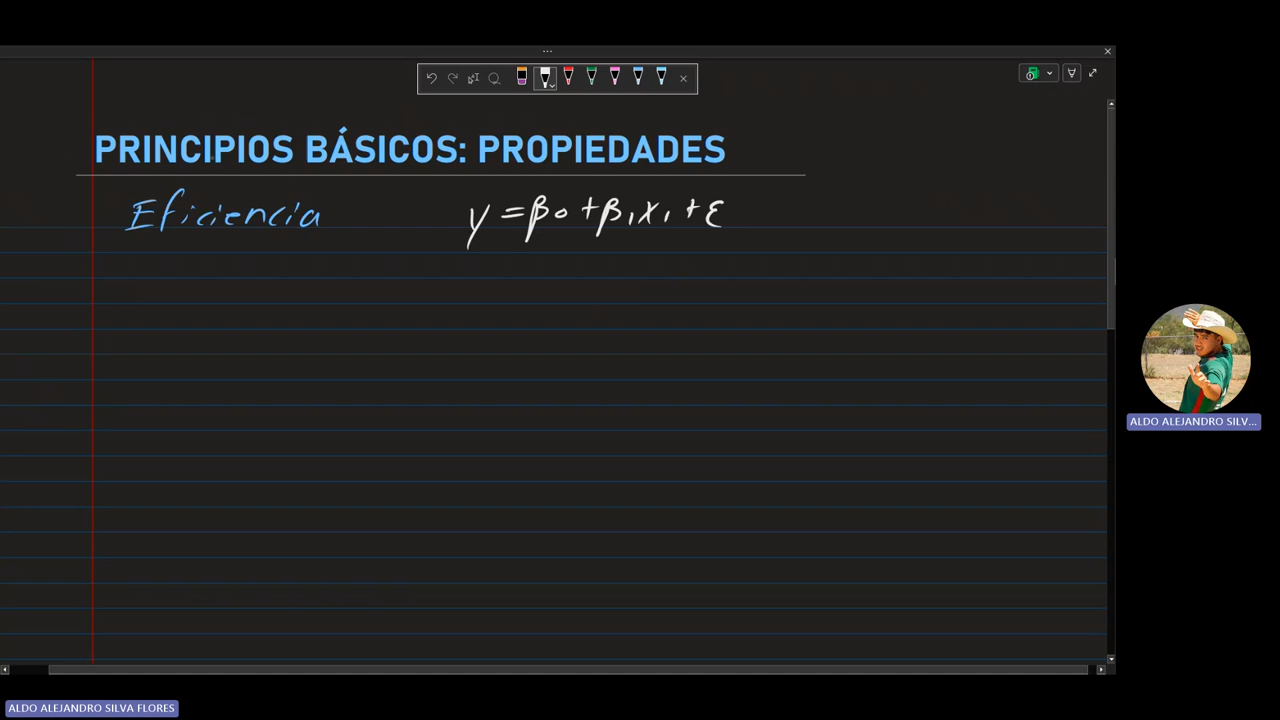 PRINCIPIOS BÁSICOS: PROPIEDADES
Eficiencia y = β0 + β1x1 + ε
ALDO ALEJANDRO SILV...
ALDO ALEJANDRO SILVA FLORES